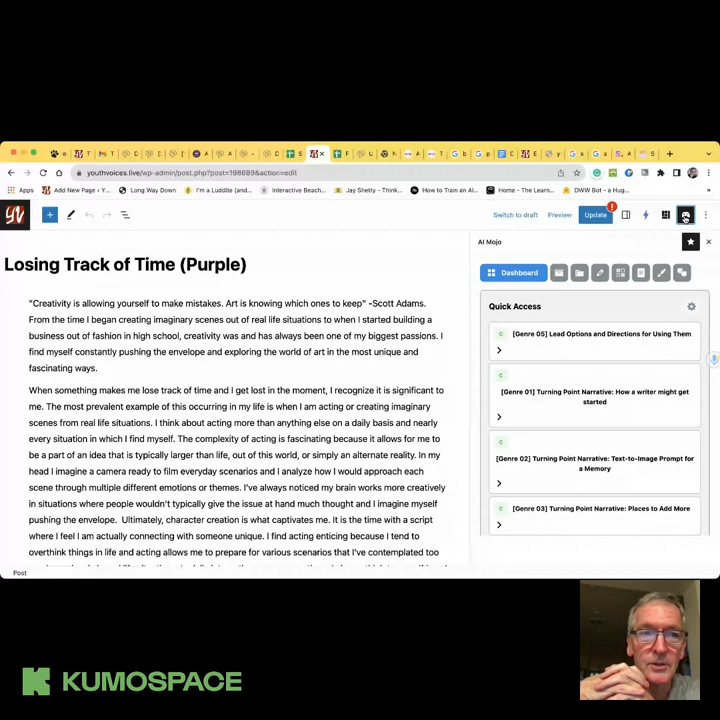 youthvoices.live/wp-admin/post.php?post=198689&action=edit
Apps
Add New Page ‹ Y...
Long Way Down
I'm a Luddite (and...
Interactive Beach...
Jay Shetty - Think...
How to Train an AI...
Home - The Learn...
DWW Bot - a Hug...
YV
Switch to draft
Preview
Update
!
AI Mojo
Losing Track of Time (Purple)
Dashboard
Quick Access
"Creativity is allowing yourself to make mistakes. Art is knowing which ones to keep" ~Scott Adams.
From the time I began creating imaginary scenes out of real life situations to when I started building a
business out of fashion in high school, creativity was and has always been one of my biggest passions. I
find myself constantly pushing the envelope and exploring the world of art in the most unique and
fascinating ways.
When something makes me lose track of time and I get lost in the moment, I recognize it is significant to
me. The most prevalent example of this occurring in my life is when I am acting or creating imaginary
scenes from real life situations. I think about acting more than anything else on a daily basis and nearly
every situation in which I find myself. The complexity of acting is fascinating because it allows for me to
be a part of an idea that is typically larger than life, out of this world, or simply an alternate reality. In my
head I imagine a camera ready to film everyday scenarios and I analyze how I would approach each
scene through multiple different emotions or themes. I've always noticed my brain works more creatively
in situations where people wouldn't typically give the issue at hand much thought and I imagine myself
pushing the envelope. Ultimately, character creation is what captivates me. It is the time with a script
where I feel I am actually connecting with someone unique. I find acting enticing because I tend to
overthink things in life and acting allows me to prepare for various scenarios that I've contemplated too
C
[Genre 05] Lead Options and Directions for Using Them
C
[Genre 01] Turning Point Narrative: How a writer might get
started
C
[Genre 02] Turning Point Narrative: Text-to-Image Prompt for
a Memory
C
[Genre 03] Turning Point Narrative: Places to Add More
Post
KUMOSPACE